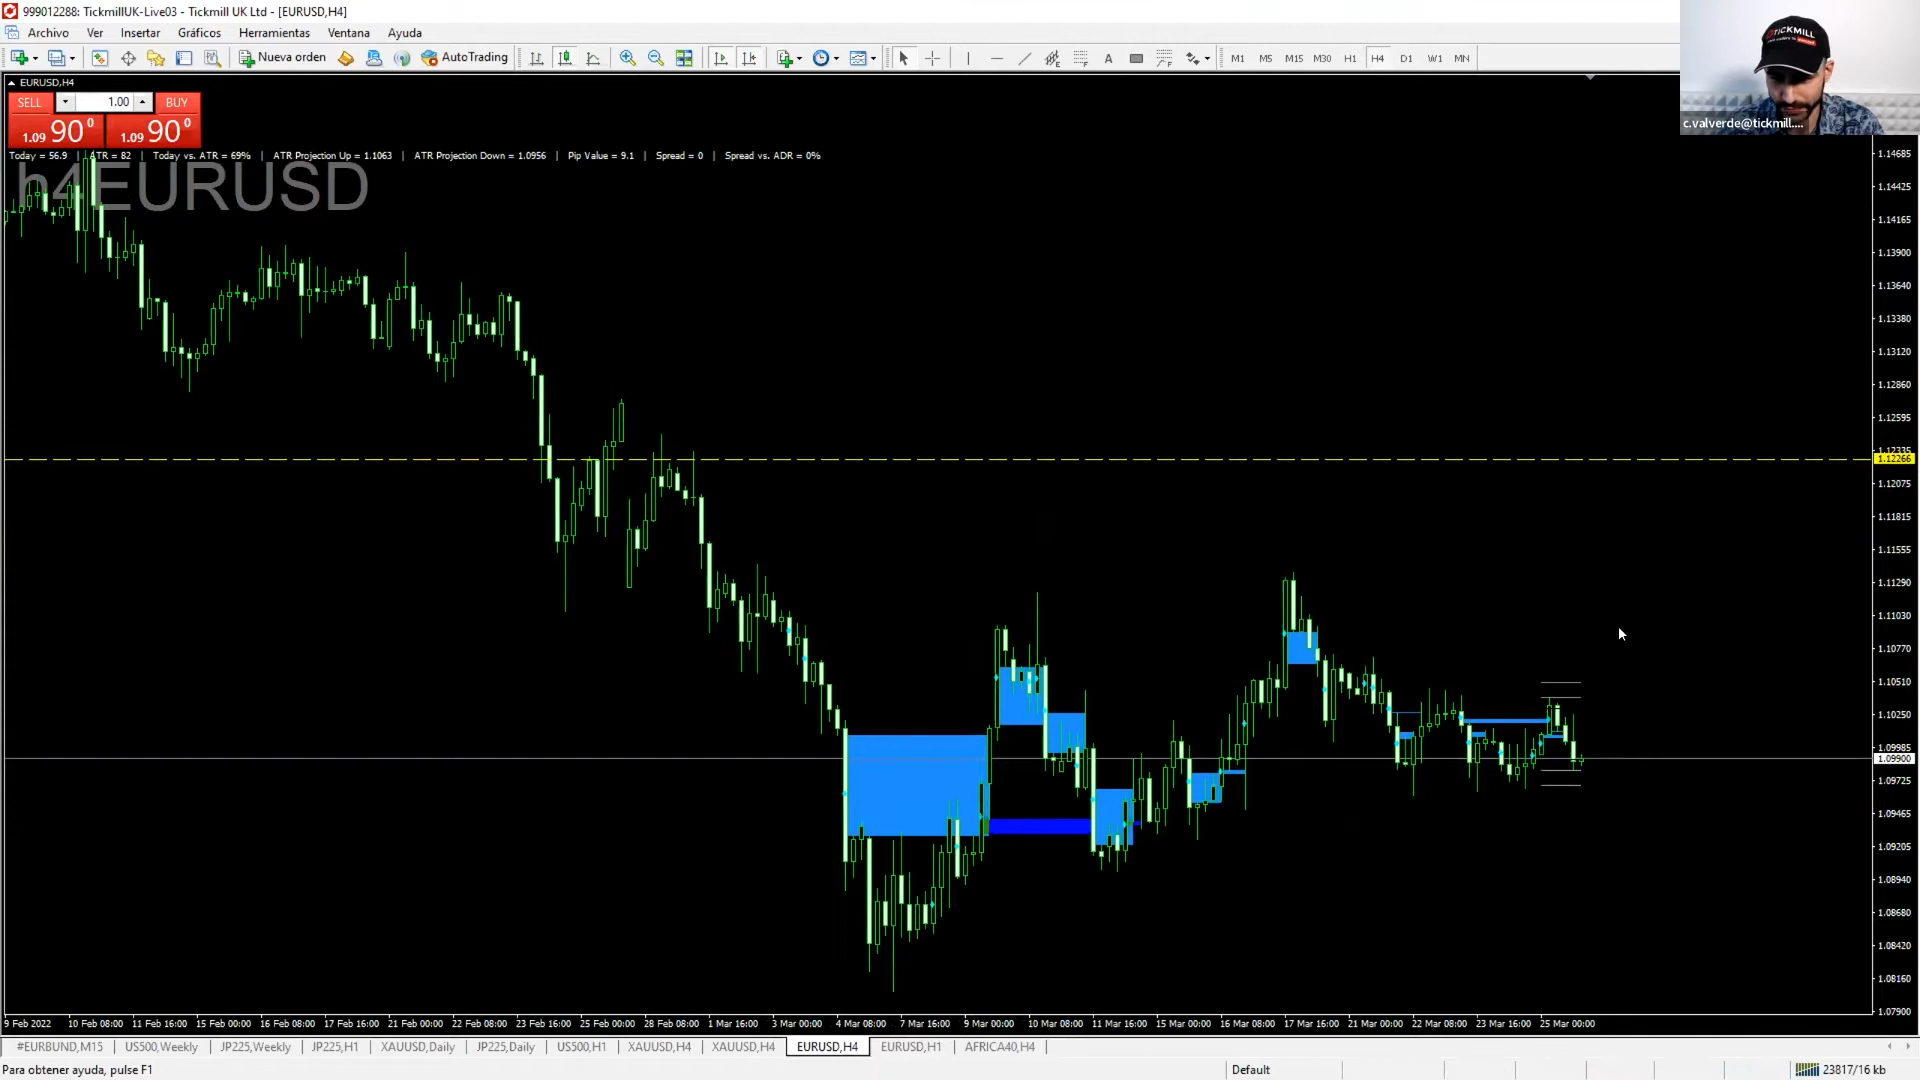 999012288: TickmillUK-Live03 - Tickmill UK Ltd - [EURUSD,H4]
Archivo Ver Insertar Gráficos Herramientas Ventana Ayuda
Nueva orden AutoTrading A M1 M5 M15 M30 H1 H4 D1 W1 MN
TICKMILL
c.valverde@tickmill....
EURUSD,H4
SELL 1.00 BUY
1.09 90 0 1.09 90 0
Today = 56.9 | ATR = 82 | Today vs. ATR = 69% | ATR Projection Up = 1.1063 | ATR Projection Down = 1.0956 | Pip Value = 9.1 | Spread = 0 | Spread vs. ADR = 0%
h4EURUSD
1.14685
1.14425
1.14165
1.13900
1.13640
1.13380
1.13120
1.12860
1.12595
1.12335
1.12266
1.12075
1.11815
1.11555
1.11290
1.11030
1.10770
1.10510
1.10250
1.09985
1.09900
1.09725
1.09465
1.09205
1.08940
1.08680
1.08420
1.08160
1.07900
9 Feb 2022 10 Feb 08:00 11 Feb 16:00 15 Feb 00:00 16 Feb 08:00 17 Feb 16:00 21 Feb 00:00 22 Feb 08:00 23 Feb 16:00 25 Feb 00:00 28 Feb 08:00 1 Mar 16:00 3 Mar 00:00 4 Mar 08:00 7 Mar 16:00 9 Mar 00:00 10 Mar 08:00 11 Mar 16:00 15 Mar 00:00 16 Mar 08:00 17 Mar 16:00 21 Mar 00:00 22 Mar 08:00 23 Mar 16:00 25 Mar 00:00
#EURBUND,M15 US500,Weekly JP225,Weekly JP225,H1 XAUUSD,Daily JP225,Daily US500,H1 XAUUSD,H4 XAUUSD,H4 EURUSD,H4 EURUSD,H1 AFRICA40,H4
Para obtener ayuda, pulse F1 Default 23817/16 kb